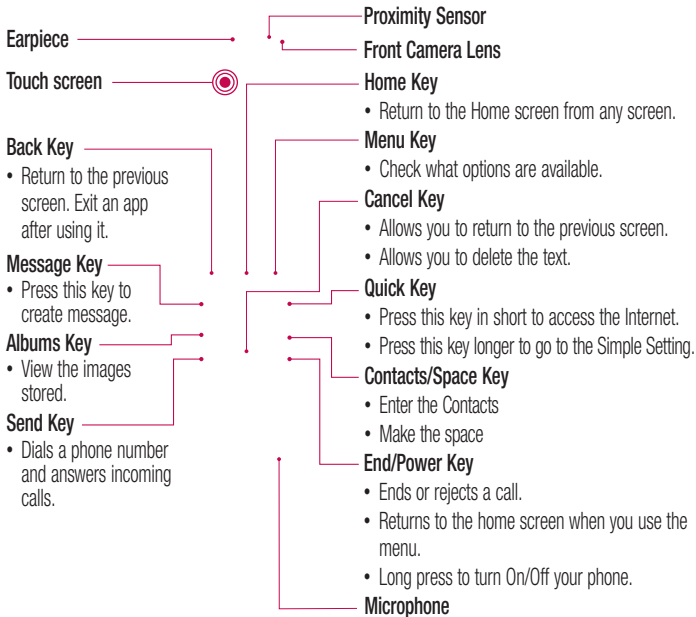 Earpiece
Touch screen
Back Key
• Return to the previous
screen. Exit an app
after using it.
Message Key
• Press this key to
create message.
Albums Key
• View the images
stored.
Send Key
• Dials a phone number
and answers incoming
calls.
Proximity Sensor
Front Camera Lens
Home Key
• Return to the Home screen from any screen.
Menu Key
• Check what options are available.
Cancel Key
• Allows you to return to the previous screen.
• Allows you to delete the text.
Quick Key
• Press this key in short to access the Internet.
• Press this key longer to go to the Simple Setting.
Contacts/Space Key
• Enter the Contacts
• Make the space
End/Power Key
• Ends or rejects a call.
• Returns to the home screen when you use the
menu.
• Long press to turn On/Off your phone.
Microphone